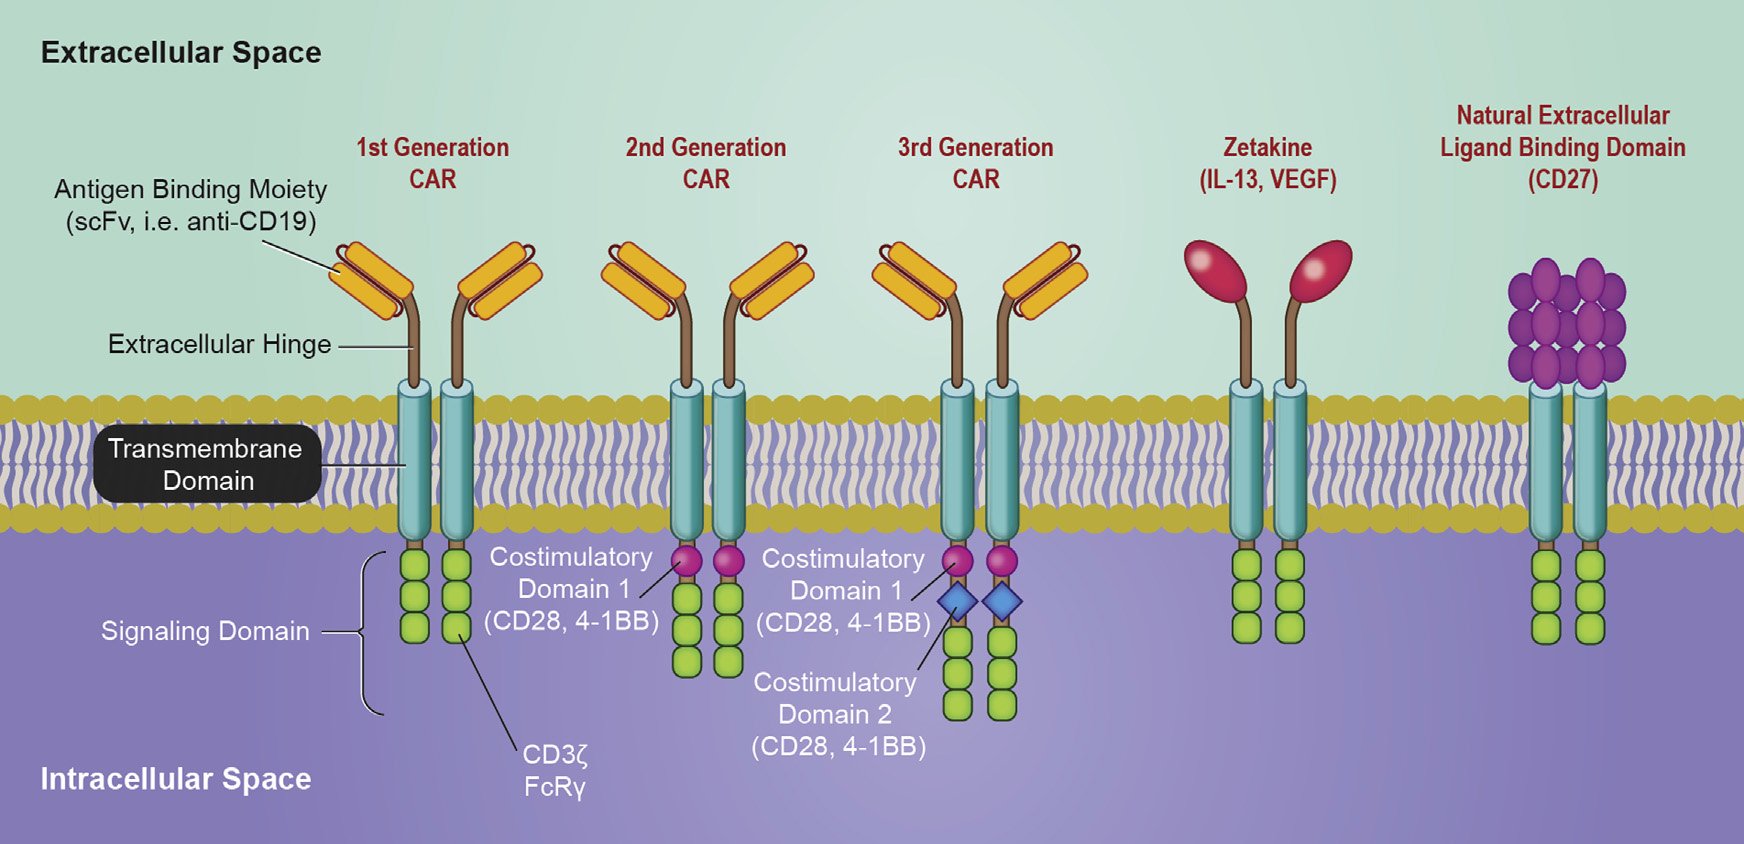 Extracellular Space
1st Generation
CAR
2nd Generation
CAR
3rd Generation
CAR
Zetakine
(IL-13, VEGF)
Natural Extracellular
Ligand Binding Domain
(CD27)
Antigen Binding Moiety
(scFv, i.e. anti-CD19)
Extracellular Hinge
Transmembrane
Domain
Signaling Domain
CD3ζ
FcRγ
Costimulatory
Domain 1
(CD28, 4-1BB)
Costimulatory
Domain 1
(CD28, 4-1BB)
Costimulatory
Domain 2
(CD28, 4-1BB)
Intracellular Space